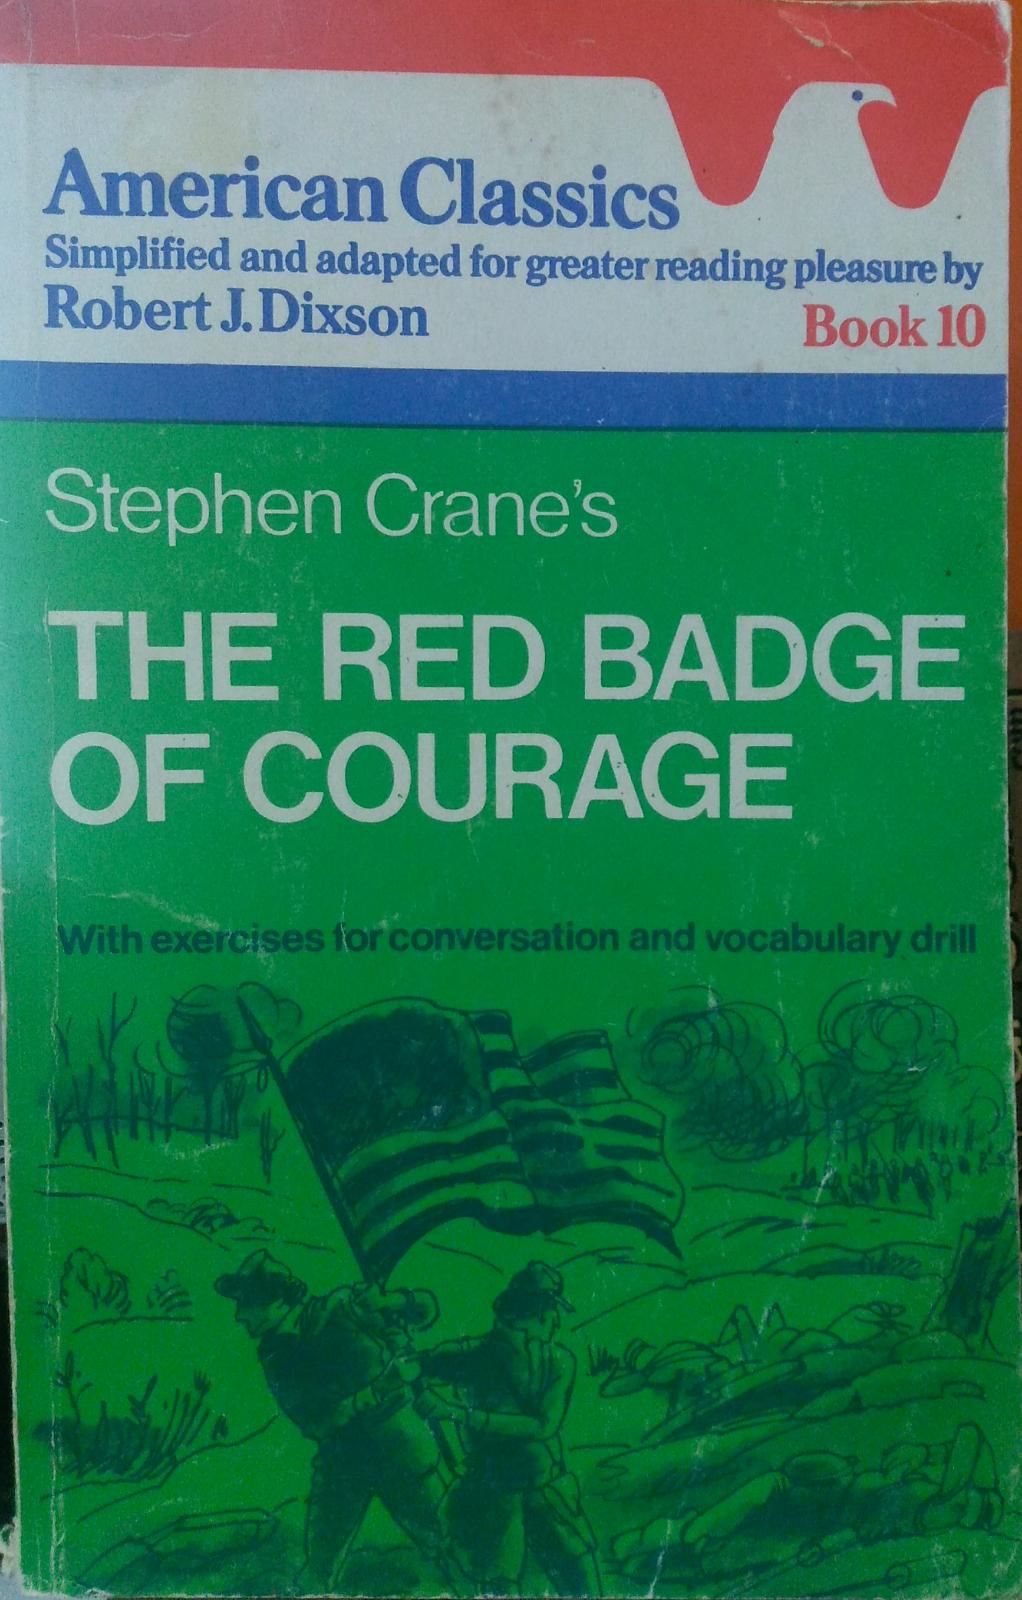 American Classics
Simplified and adapted for greater reading pleasure by
Robert J. Dixson
Book 10
Stephen Crane's
THE RED BADGE
OF COURAGE
With exercises for conversation and vocabulary drill